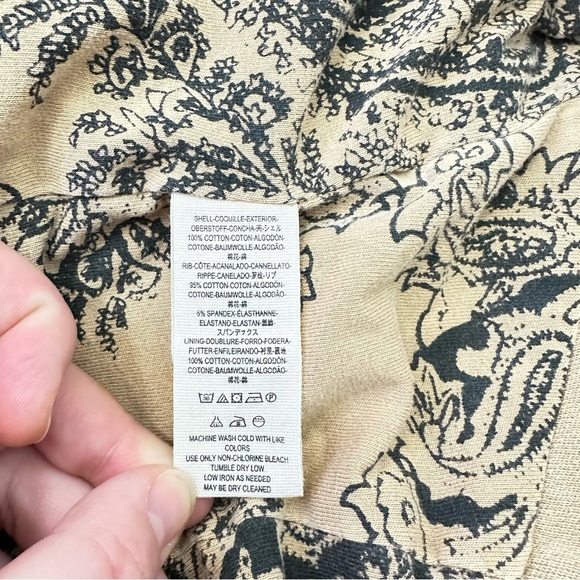 SHELL-COQUILLE-EXTERIOR-
OBERSTOFF-CONCHA-夹-シェル
100% COTTON-COTON-ALGODÓN-
COTONE-BAUMWOLLE-ALGODÃO-
棉花-綿
RIB-CÔTE-ACANALADO-CANNELLATO-
RIPPE-CANELADO-罗纹-リブ
95% COTTON-COTON-ALGODÓN-
COTONE-BAUMWOLLE-ALGODÃO-
棉花-綿
5% SPANDEX-ÉLASTHANNE-
ELASTANO-ELASTAN-
スパンデックス
LINING-DOUBLURE-FORRO-FODERA-
FUTTER-ENFILEIRANDO-衬里-裏地
100% COTTON-COTON-ALGODÓN-
COTONE-BAUMWOLLE-ALGODÃO-
棉花-綿
MACHINE WASH COLD WITH LIKE
COLORS
USE ONLY NON-CHLORINE BLEACH
TUMBLE DRY LOW
LOW IRON AS NEEDED
MAY BE DRY CLEANED